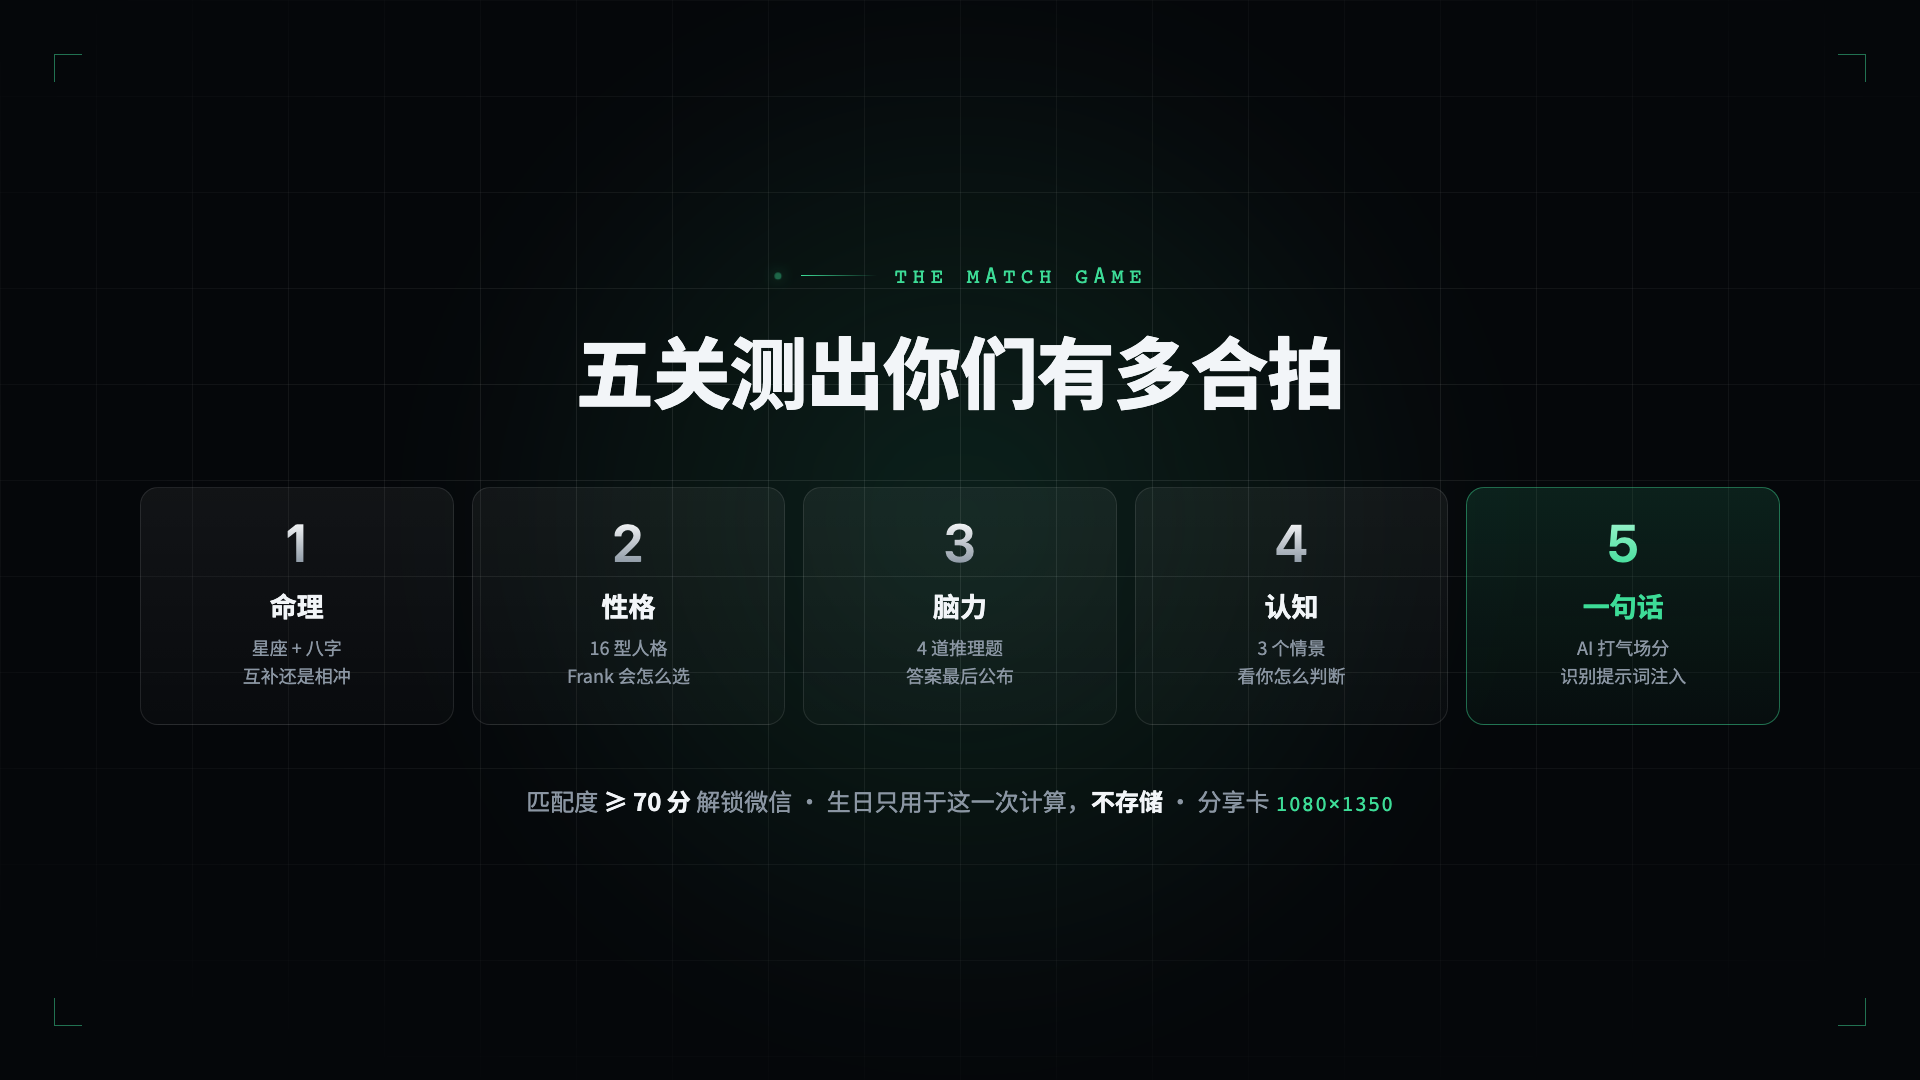 THE MATCH GAME
五关测出你们有多合拍
1
命理
星座 + 八字
互补还是相冲
2
性格
16 型人格
Frank 会怎么选
3
脑力
4 道推理题
答案最后公布
4
认知
3 个情景
看你怎么判断
5
一句话
AI 打气场分
识别提示词注入
匹配度 ≥ 70 分 解锁微信 · 生日只用于这一次计算，不存储 · 分享卡 1080×1350